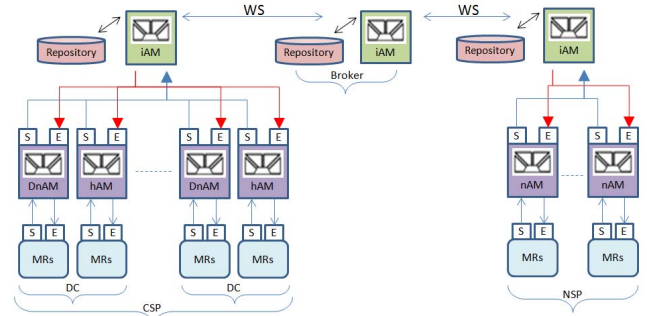 WS WS
Repository iAM Repository iAM Repository iAM
Broker
S E S E S E S E S E S E
DnAM hAM DnAM hAM nAM nAM
S E S E S E S E S E S E
MRs MRs MRs MRs MRs MRs
DC DC
CSP NSP